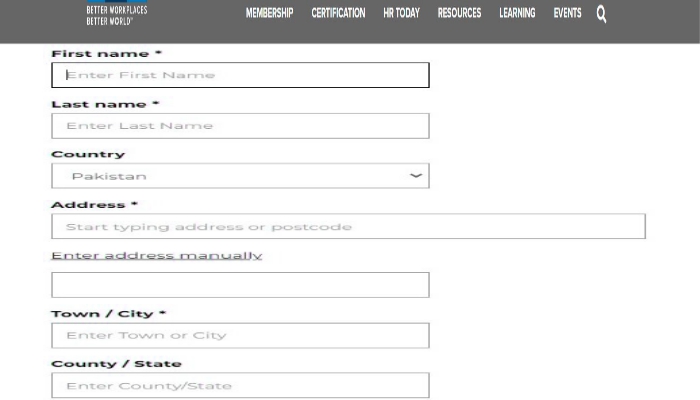 BETTER WORKPLACES
BETTER WORLD™
MEMBERSHIP CERTIFICATION HR TODAY RESOURCES LEARNING EVENTS
First name *
Enter First Name
Last name *
Enter Last Name
Country
Pakistan
Address *
Start typing address or postcode
Enter address manually
Town / City *
Enter Town or City
County / State
Enter County/State